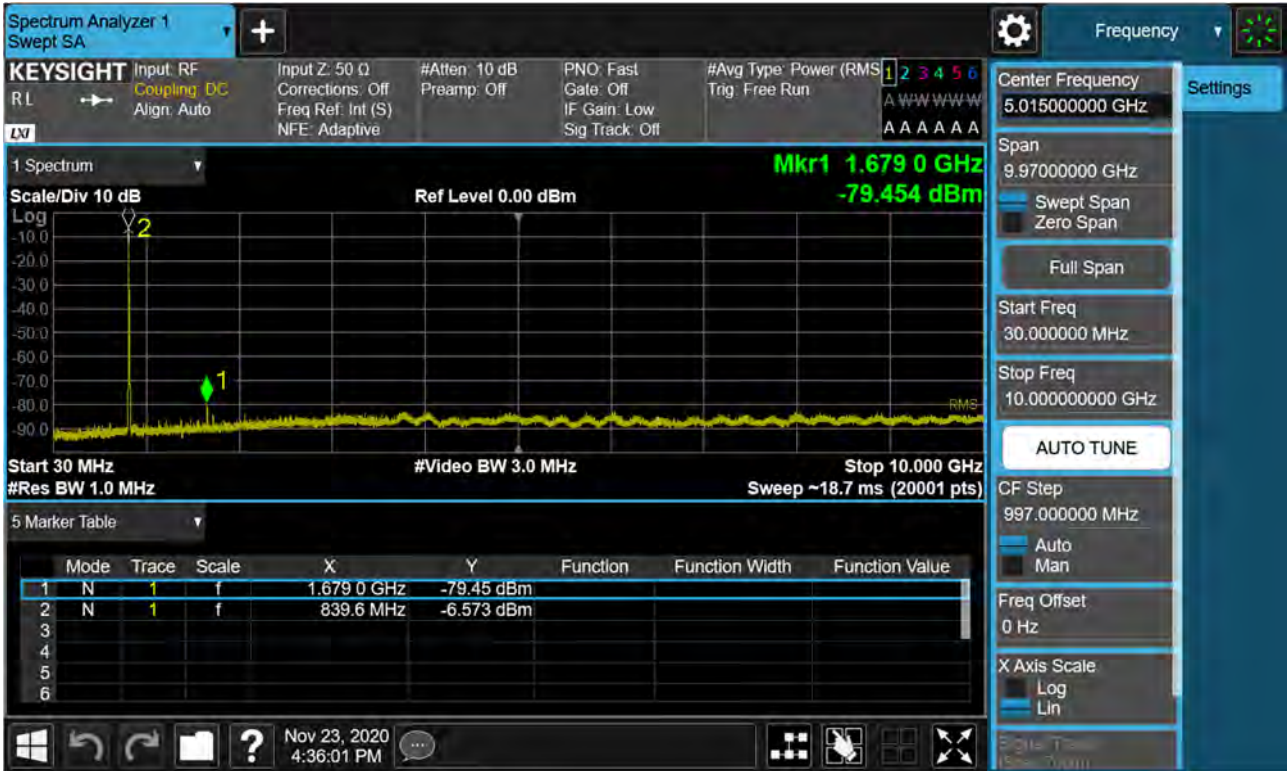 Spectrum Analyzer 1
Swept SA
Frequency
KEYSIGHT
RL
LXI
Input: RF
Coupling: DC
Align: Auto
Input Z: 50 Ω
Corrections: Off
Freq Ref: Int (S)
NFE: Adaptive
#Atten: 10 dB
Preamp: Off
PNO: Fast
Gate: Off
IF Gain: Low
Sig Track: Off
#Avg Type: Power (RMS
Trig: Free Run
1 2 3 4 5 6
A W W W W W
A A A A A A
Center Frequency
5.015000000 GHz
Settings
Span
9.97000000 GHz
Swept Span
Zero Span
Full Span
Start Freq
30.000000 MHz
Stop Freq
10.000000000 GHz
AUTO TUNE
CF Step
997.000000 MHz
Auto
Man
Freq Offset
0 Hz
X Axis Scale
Log
Lin
1 Spectrum
Mkr1 1.679 0 GHz
-79.454 dBm
Scale/Div 10 dB
Ref Level 0.00 dBm
Log
2
-10.0
-20.0
-30.0
-40.0
-50.0
-60.0
-70.0
1
-80.0
RMS
-90.0
Start 30 MHz
#Video BW 3.0 MHz
Stop 10.000 GHz
#Res BW 1.0 MHz
Sweep ~18.7 ms (20001 pts)
5 Marker Table
Mode Trace Scale X Y Function Function Width Function Value
1 N 1 f 1.679 0 GHz -79.45 dBm
2 N 1 f 839.6 MHz -6.573 dBm
3
4
5
6
?
Nov 23, 2020
4:36:01 PM